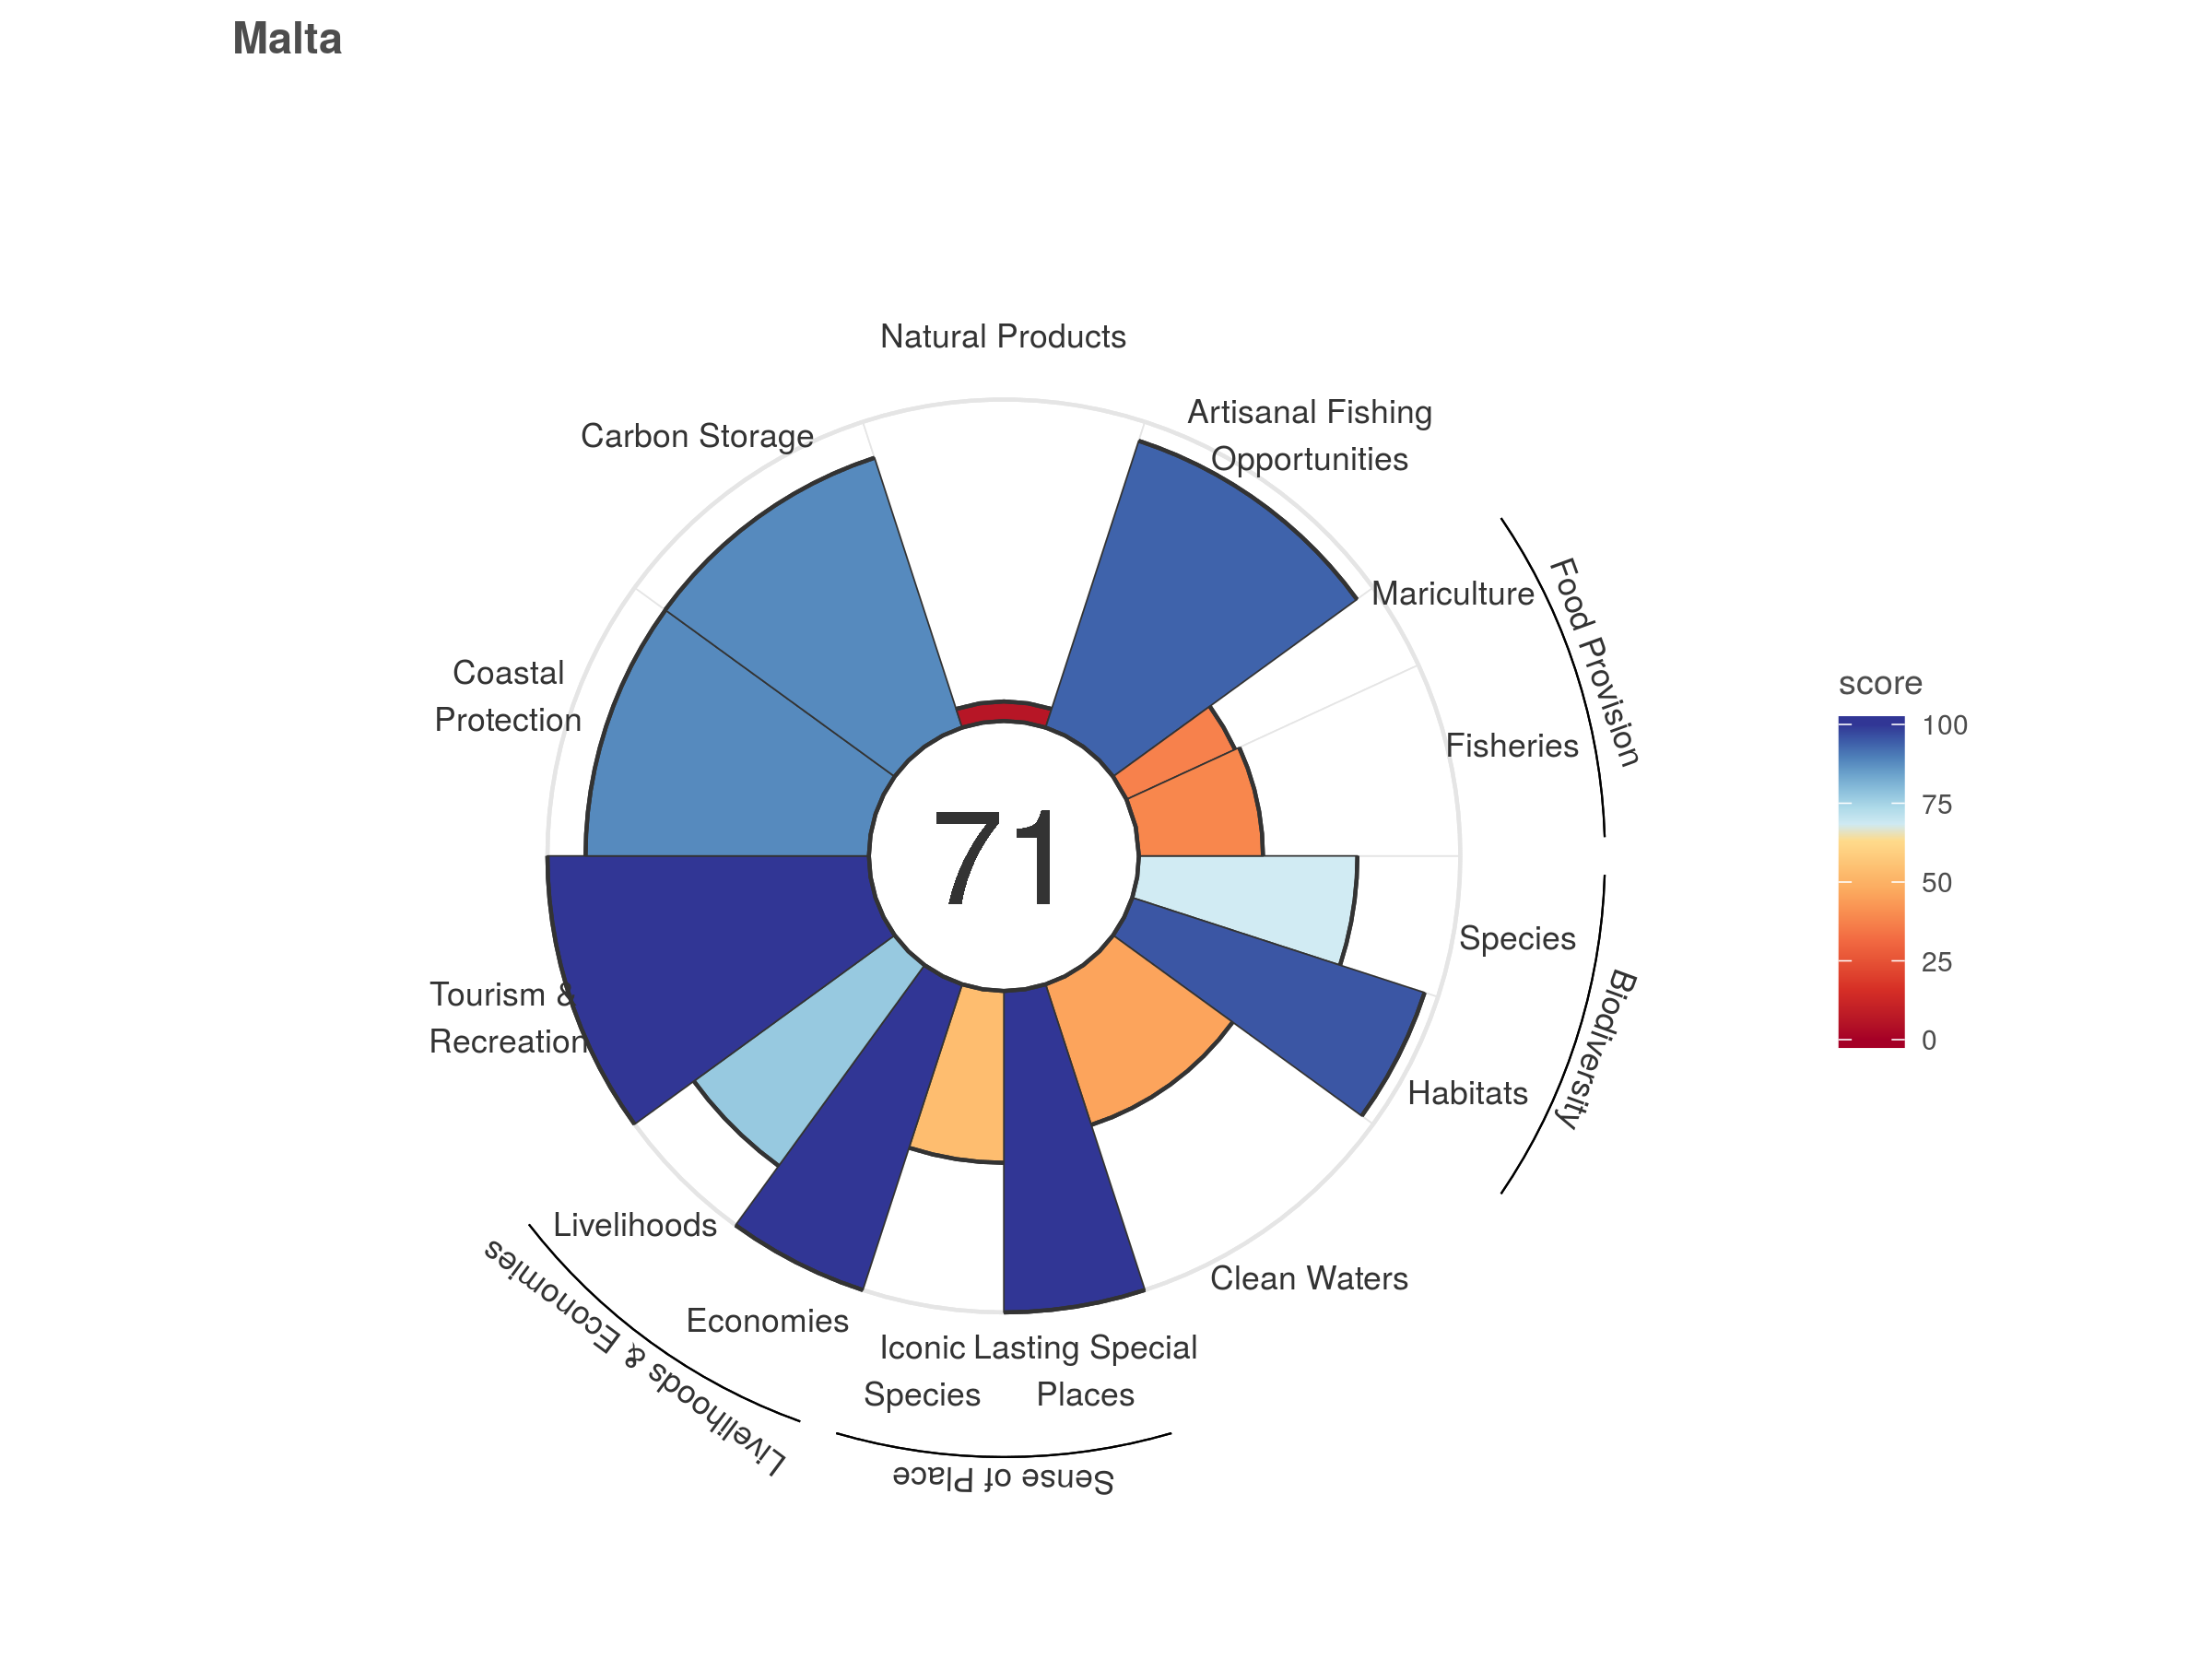 Malta
Natural Products
Artisanal Fishing
Opportunities
Carbon Storage
Mariculture
Food Provision
Fisheries
Coastal
Protection
score
100
75
50
25
0
71
Species
Biodiversity
Habitats
Tourism &
Recreation
Livelihoods
Livelihoods & Economies
Economies
Clean Waters
Iconic
Species
Lasting Special
Places
Sense of Place